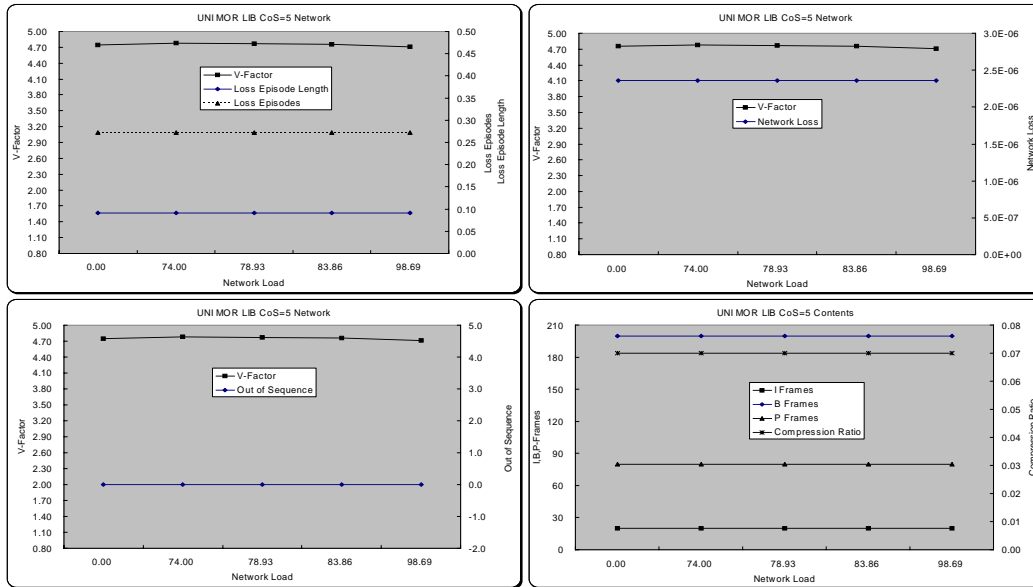 UNI MOR LIB CoS=5 Network
5.00
4.70
4.40
4.10
3.80
3.50
3.20
2.90
2.60
2.30
2.00
1.70
1.40
1.10
0.80
V-Factor
V-Factor
Loss Episode Length
Loss Episodes
0.50
0.45
0.40
0.35
0.30
0.25
0.20
0.15
0.10
0.05
0.00
Loss Episodes
Loss Episode Length
0.00 74.00 78.93 83.86 98.69
Network Load
UNI MOR LIB CoS=5 Network
5.00
4.70
4.40
4.10
3.80
3.50
3.20
2.90
2.60
2.30
2.00
1.70
1.40
1.10
0.80
V-Factor
V-Factor
Network Loss
3.0E-06
2.5E-06
2.0E-06
1.5E-06
1.0E-06
5.0E-07
0.0E+00
Network Loss
0.00 74.00 78.93 83.86 98.69
Network Load
UNI MOR LIB CoS=5 Network
5.00
4.70
4.40
4.10
3.80
3.50
3.20
2.90
2.60
2.30
2.00
1.70
1.40
1.10
0.80
V-Factor
V-Factor
Out of Sequence
5.0
4.0
3.0
2.0
1.0
0.0
-1.0
-2.0
Out of Sequence
0.00 74.00 78.93 83.86 98.69
Network Load
UNI MOR LIB CoS=5 Contents
210
180
150
120
90
60
30
0
I,B,P-Frames
I Frames
B Frames
P Frames
Compression Ratio
0.08
0.07
0.06
0.05
0.04
0.03
0.02
0.01
0.00
Compression Ratio
0.00 74.00 78.93 83.86 98.69
Network Load